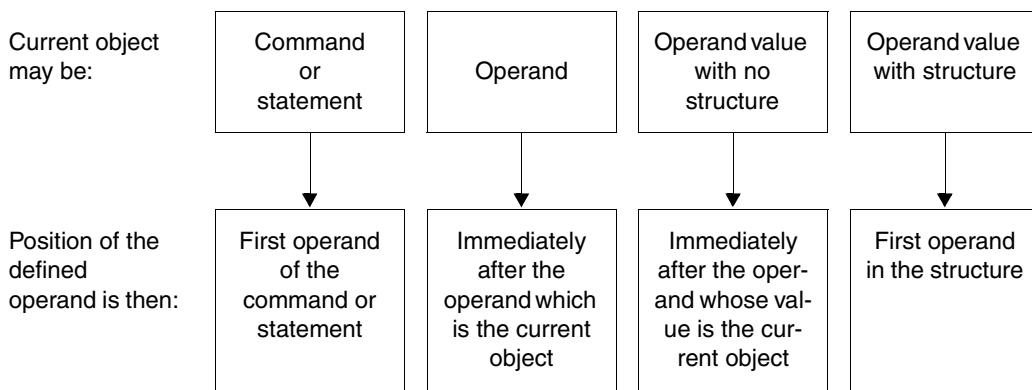 Current object
may be:
Command
or
statement
Operand
Operand value
with no
structure
Operand value
with structure
Position of the
defined
operand is then:
First operand
of the
command or
statement
Immediately
after the
operand which
is the current
object
Immediately
after the oper-
and whose val-
ue is the cur-
rent object
First operand
in the structure